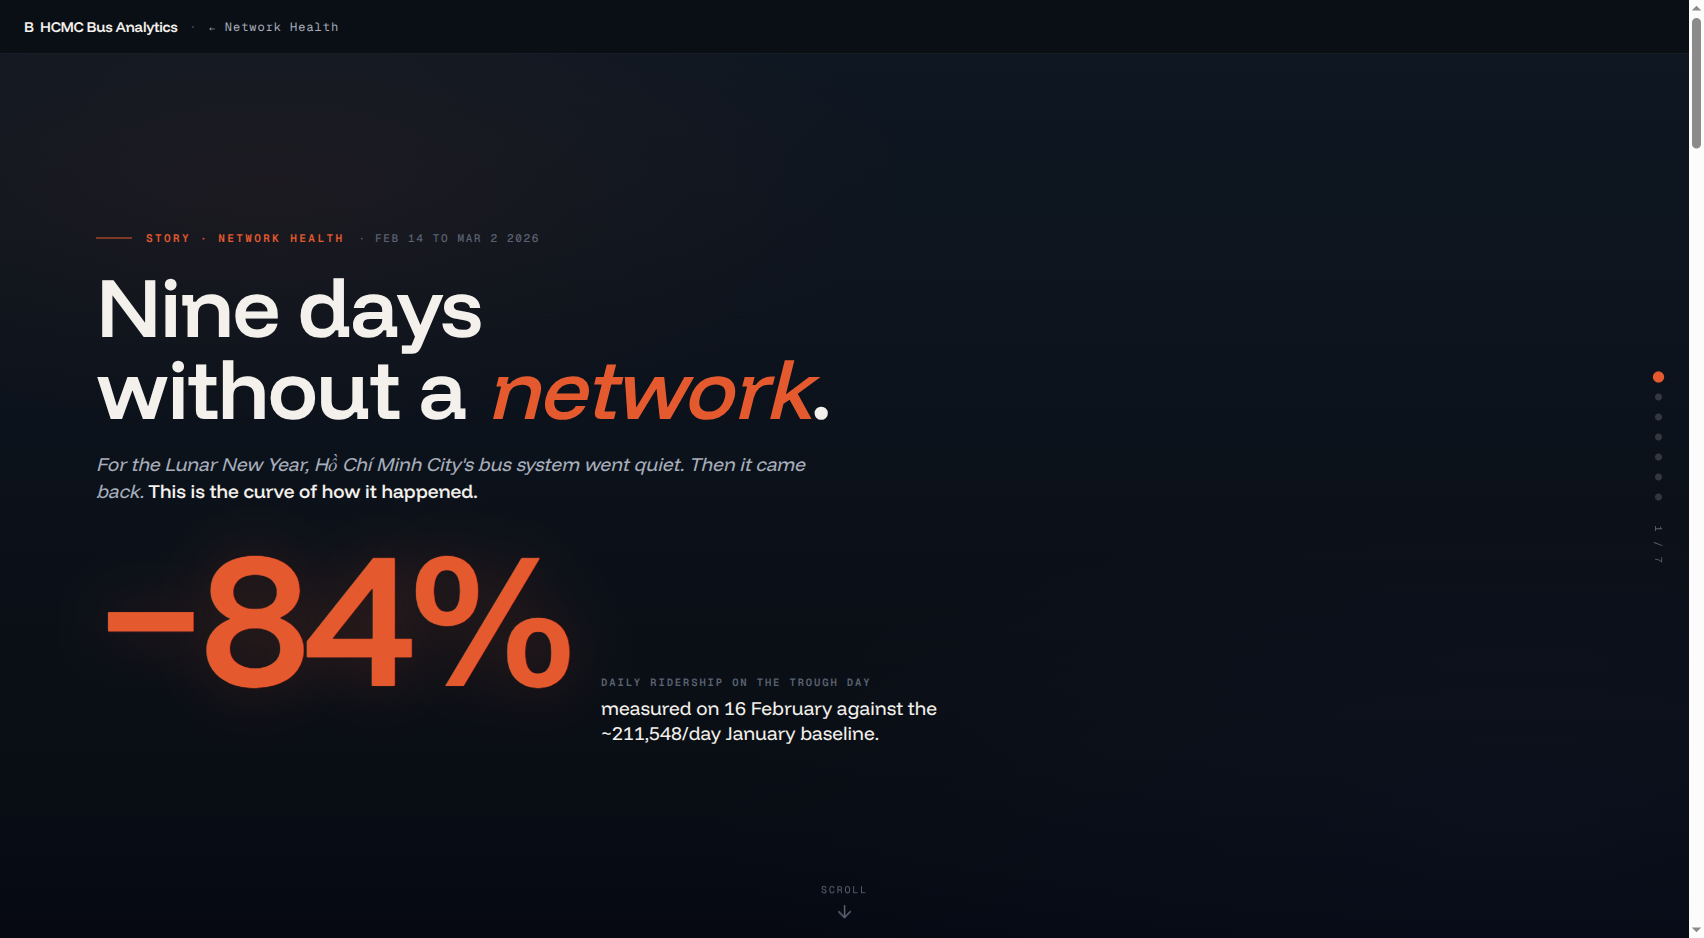 B HCMC Bus Analytics · ← Network Health
STORY · NETWORK HEALTH · FEB 14 TO MAR 2 2026
Nine days
without a network.
For the Lunar New Year, Hồ Chí Minh City's bus system went quiet. Then it came
back. This is the curve of how it happened.
−84%
DAILY RIDERSHIP ON THE TROUGH DAY
measured on 16 February against the
~211,548/day January baseline.
1 / 7
SCROLL